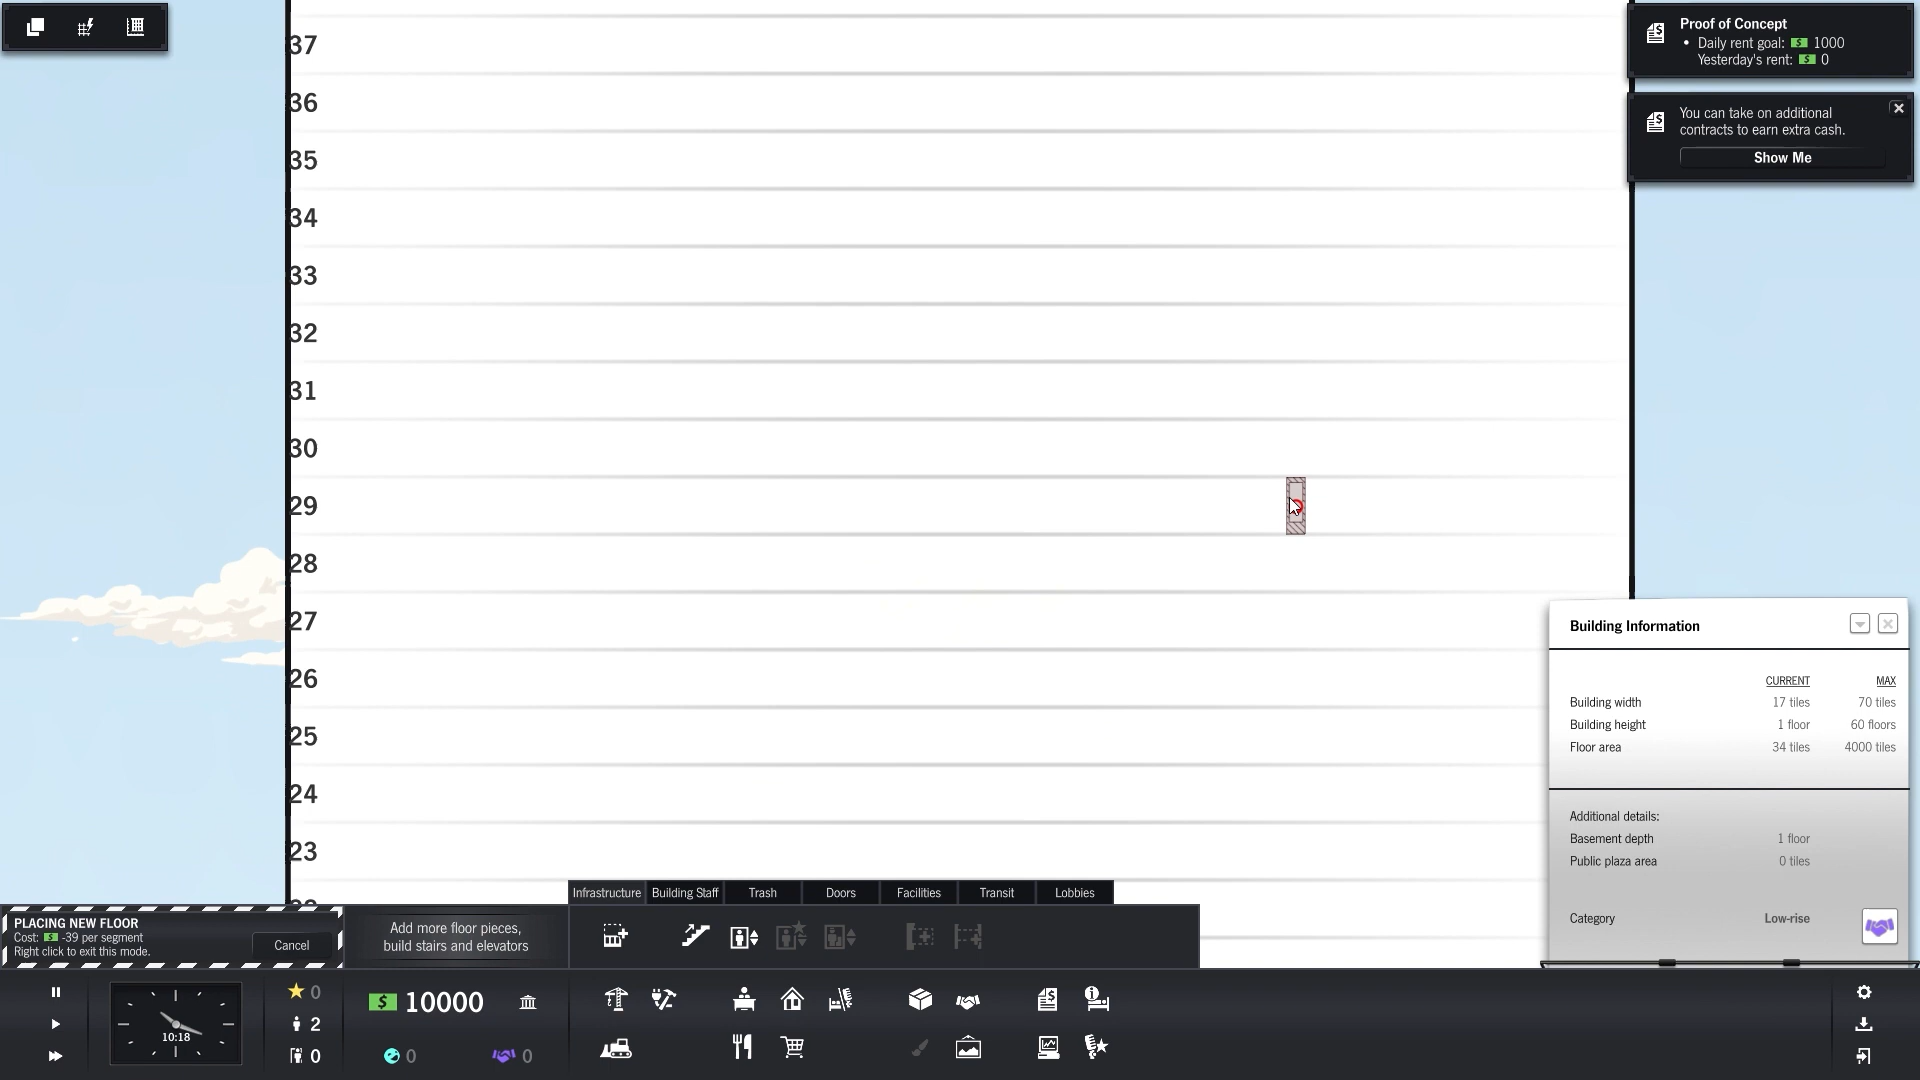 Proof of Concept
• Daily rent goal: $ 1000
Yesterday's rent: $ 0
You can take on additional
contracts to earn extra cash.
Show Me
37
36
35
34
33
32
31
30
29
28
27
26
25
24
23
Building Information
CURRENT MAX
Building width 17 tiles 70 tiles
Building height 1 floor 60 floors
Floor area 34 tiles 4000 tiles
Additional details:
Basement depth 1 floor
Public plaza area 0 tiles
Category Low-rise
Infrastructure Building Staff Trash Doors Facilities Transit Lobbies
PLACING NEW FLOOR
Cost: $ -39 per segment
Right click to exit this mode.
Cancel
Add more floor pieces,
build stairs and elevators
10:18
0
2
0
$ 10000
0
0